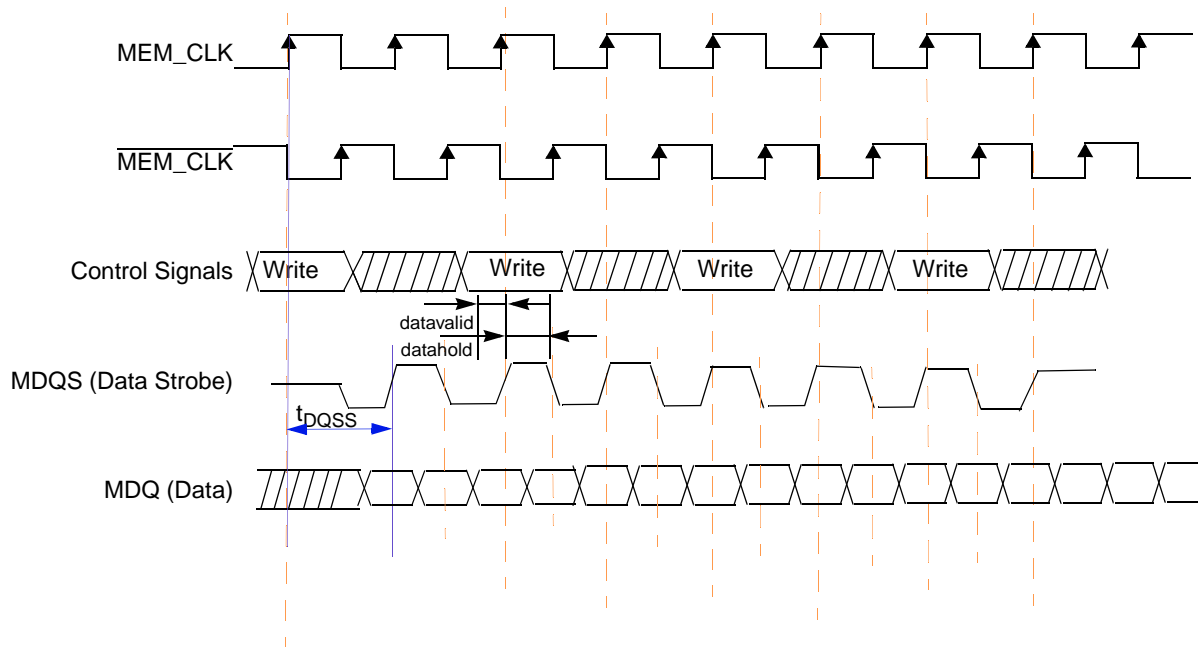 MEM_CLK
MEM_CLK
Control Signals Write Write Write Write
datavalid
datahold
MDQS (Data Strobe)
tDQSS
MDQ (Data)